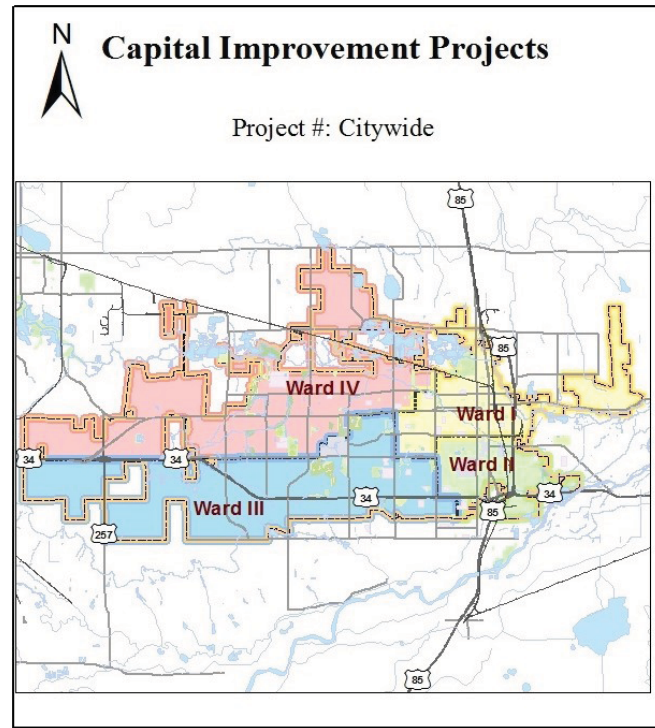 N
Capital Improvement Projects
Project #: Citywide
85
85
Ward IV
Ward I
34
34
Ward II
Ward III
34
34
85
257
85